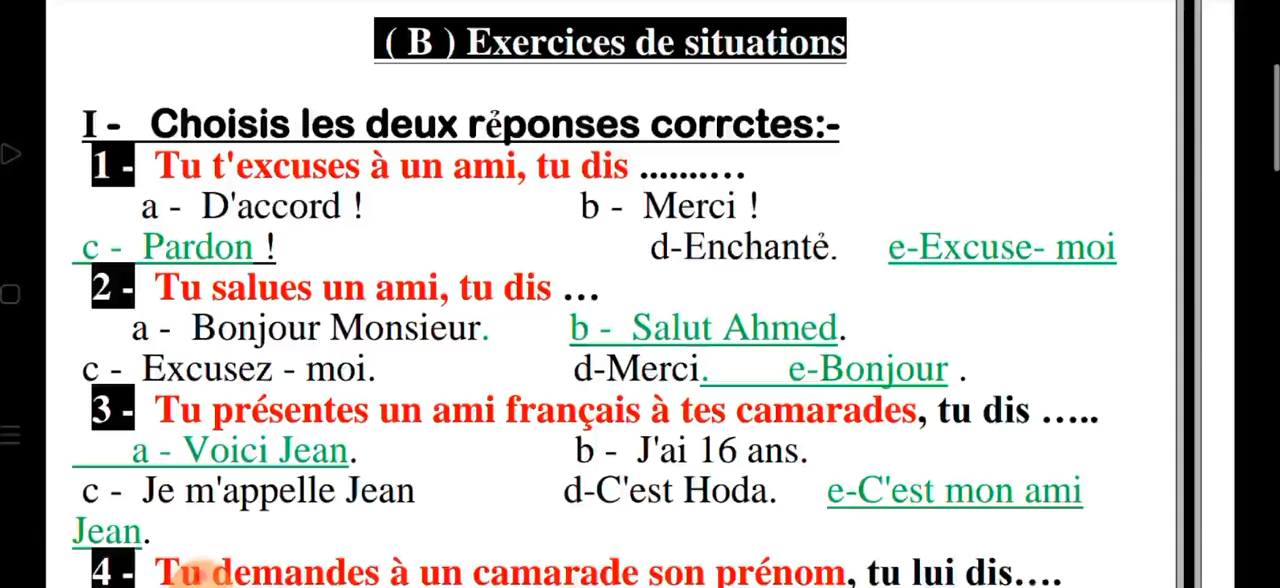 ( B ) Exercices de situations
I - Choisis les deux rẻponses corrctes:-
1 - Tu t'excuses à un ami, tu dis ...........
a - D'accord ! b - Merci !
c - Pardon ! d-Enchantẻ. e-Excuse- moi
2 - Tu salues un ami, tu dis …
a - Bonjour Monsieur. b - Salut Ahmed.
c - Excusez - moi. d-Merci. e-Bonjour .
3 - Tu présentes un ami français à tes camarades, tu dis …..
a - Voici Jean. b - J'ai 16 ans.
c - Je m'appelle Jean d-C'est Hoda. e-C'est mon ami
Jean.
4 - Tu demandes à un camarade son prénom, tu lui dis….